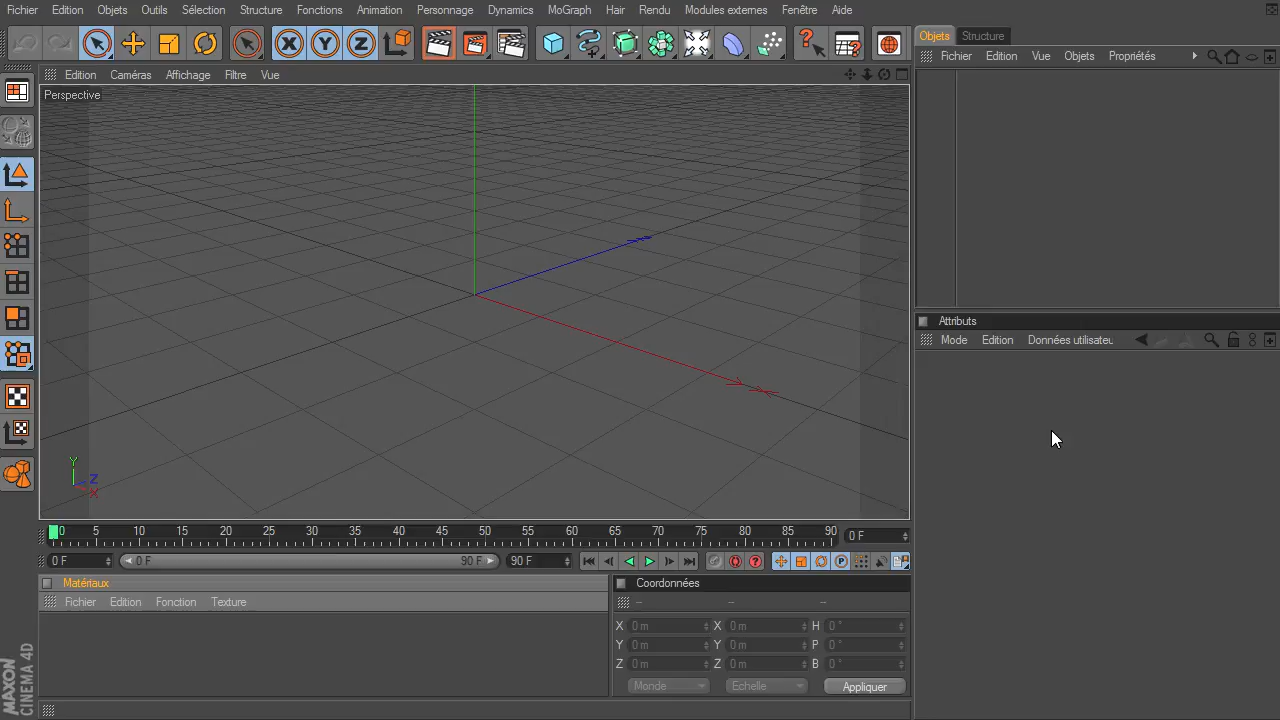 Fichier Edition Objets Outils Sélection Structure Fonctions Animation Personnage Dynamics MoGraph Hair Rendu Modules externes Fenêtre Aide
X Y Z
Objets Structure
Fichier Edition Vue Objets Propriétés
Edition Caméras Affichage Filtre Vue
Perspective
Y
Z
X
Attributs
Mode Edition Données utilisateu
0 5 10 15 20 25 30 35 40 45 50 55 60 65 70 75 80 85 90 0 F
0 F 0 F 90 F 90 F ? P
Matériaux
Fichier Edition Fonction Texture
Coordonnées
-- -- --
X 0 m X 0 m H 0 °
Y 0 m Y 0 m P 0 °
Z 0 m Z 0 m B 0 °
Monde Echelle Appliquer
MAXON
CINEMA 4D